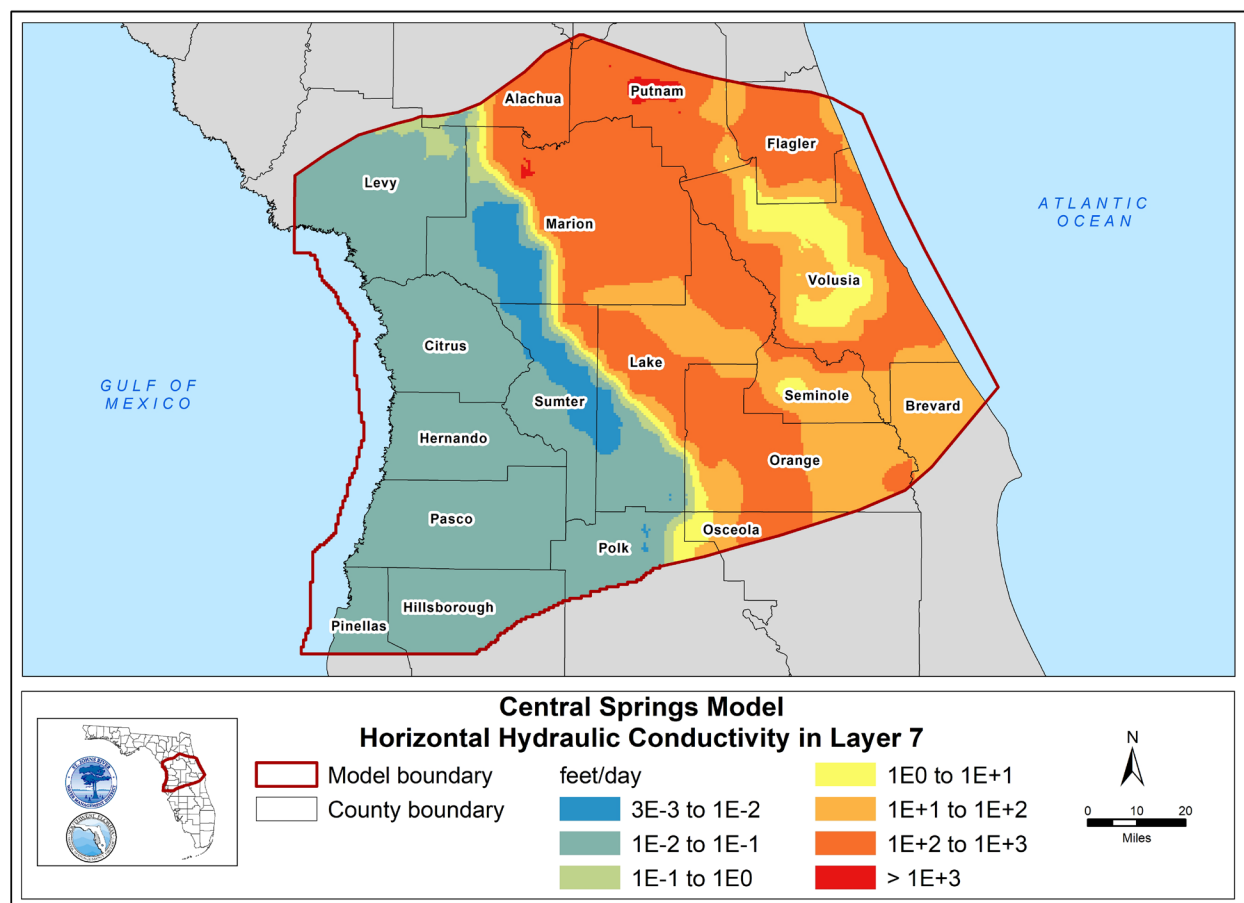 Alachua
Putnam
Flagler
Levy
ATLANTIC
OCEAN
Marion
Volusia
Citrus
Lake
GULF OF
MEXICO
Sumter
Seminole
Brevard
Hernando
Orange
Pasco
Osceola
Polk
Hillsborough
Pinellas
Central Springs Model
Horizontal Hydraulic Conductivity in Layer 7
Model boundary
County boundary
feet/day
3E-3 to 1E-2
1E-2 to 1E-1
1E-1 to 1E0
1E0 to 1E+1
1E+1 to 1E+2
1E+2 to 1E+3
> 1E+3
N
0 10 20
Miles